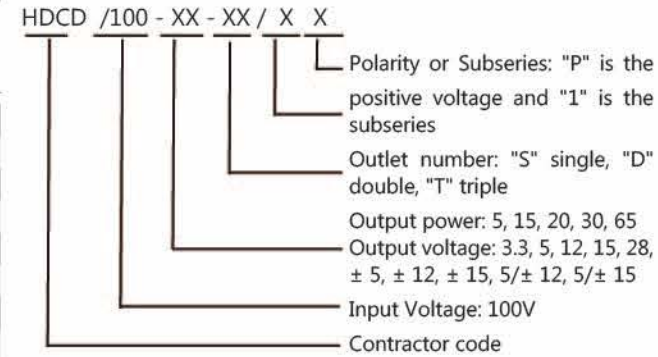 HDCD /100 - XX - XX / X X
Polarity or Subseries: "P" is the
positive voltage and "1" is the
subseries
Outlet number: "S" single, "D"
double, "T" triple
Output power: 5, 15, 20, 30, 65
Output voltage: 3.3, 5, 12, 15, 28,
± 5, ± 12, ± 15, 5/± 12, 5/± 15
Input Voltage: 100V
Contractor code